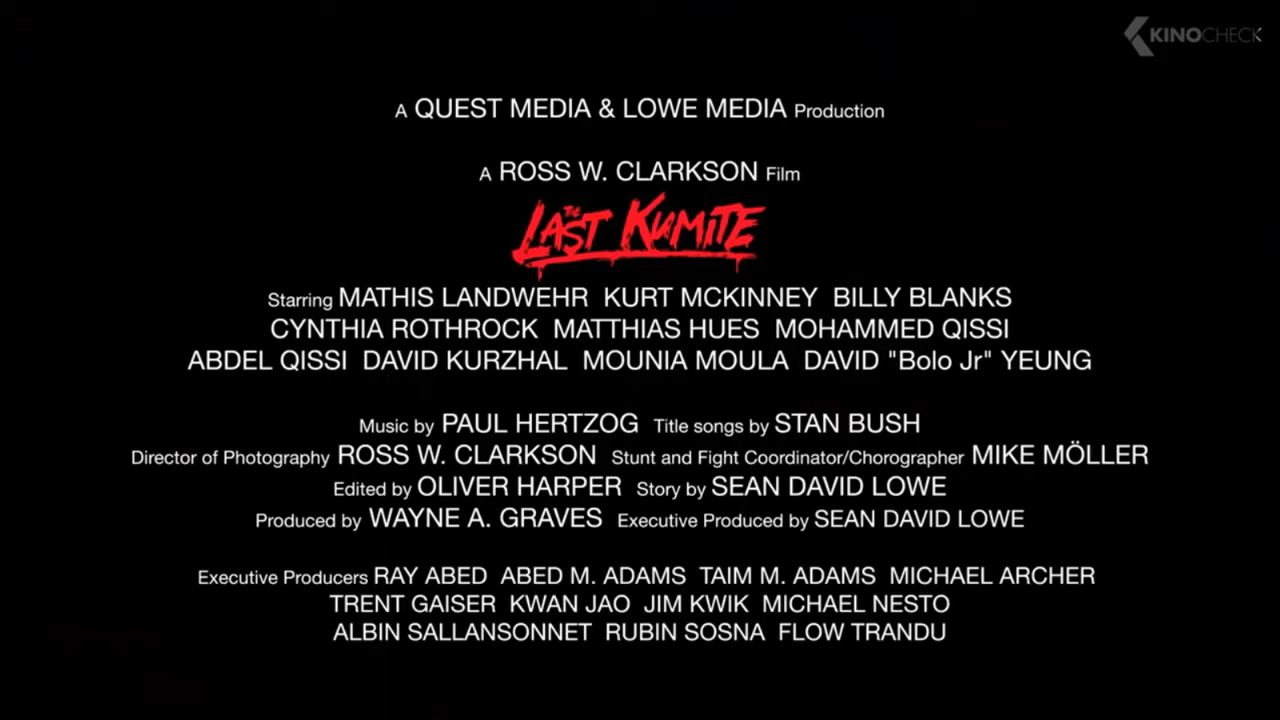 KINOCHECK
A QUEST MEDIA & LOWE MEDIA Production
A ROSS W. CLARKSON Film
THE LAST KUMITE
Starring MATHIS LANDWEHR KURT MCKINNEY BILLY BLANKS
CYNTHIA ROTHROCK MATTHIAS HUES MOHAMMED QISSI
ABDEL QISSI DAVID KURZHAL MOUNIA MOULA DAVID "Bolo Jr" YEUNG
Music by PAUL HERTZOG Title songs by STAN BUSH
Director of Photography ROSS W. CLARKSON Stunt and Fight Coordinator/Chorographer MIKE MÖLLER
Edited by OLIVER HARPER Story by SEAN DAVID LOWE
Produced by WAYNE A. GRAVES Executive Produced by SEAN DAVID LOWE
Executive Producers RAY ABED ABED M. ADAMS TAIM M. ADAMS MICHAEL ARCHER
TRENT GAISER KWAN JAO JIM KWIK MICHAEL NESTO
ALBIN SALLANSONNET RUBIN SOSNA FLOW TRANDU